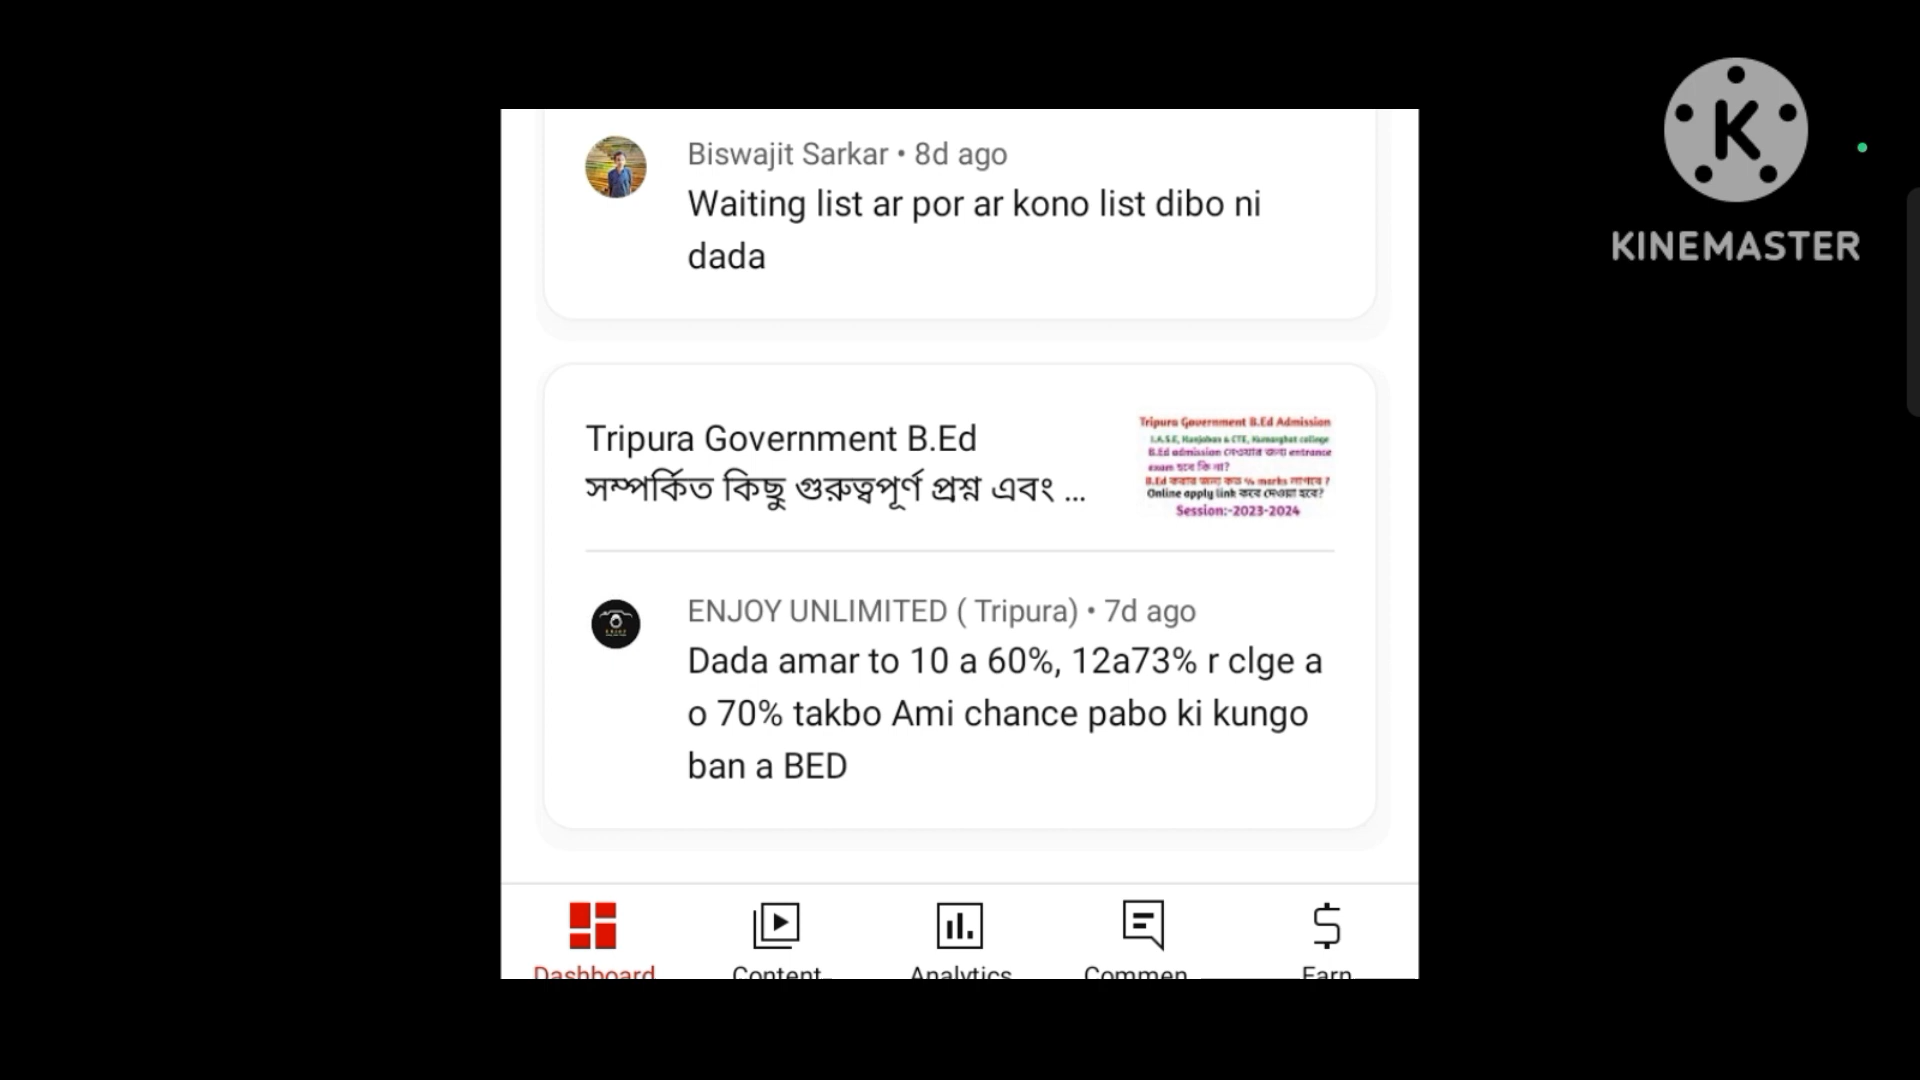 Biswajit Sarkar • 8d ago
Waiting list ar por ar kono list dibo ni
dada
KINEMASTER
Tripura Government B.Ed
সম্পর্কিত কিছু গুরুত্বপূর্ণ প্রশ্ন এবং ...
Tripura Government B.Ed Admission
I.A.S.E, Kunjaban & CTE, Kumarghat college
B.Ed admission নেওয়ার জন্য entrance
exam হবে কি না?
B.Ed করার জন্য কত % marks লাগবে ?
Online apply link কবে দেওয়া হবে?
Session:-2023-2024
ENJOY UNLIMITED ( Tripura) • 7d ago
Dada amar to 10 a 60%, 12a73% r clge a
o 70% takbo Ami chance pabo ki kungo
ban a BED
Dashboard
Content
Analytics
Commen
Earn